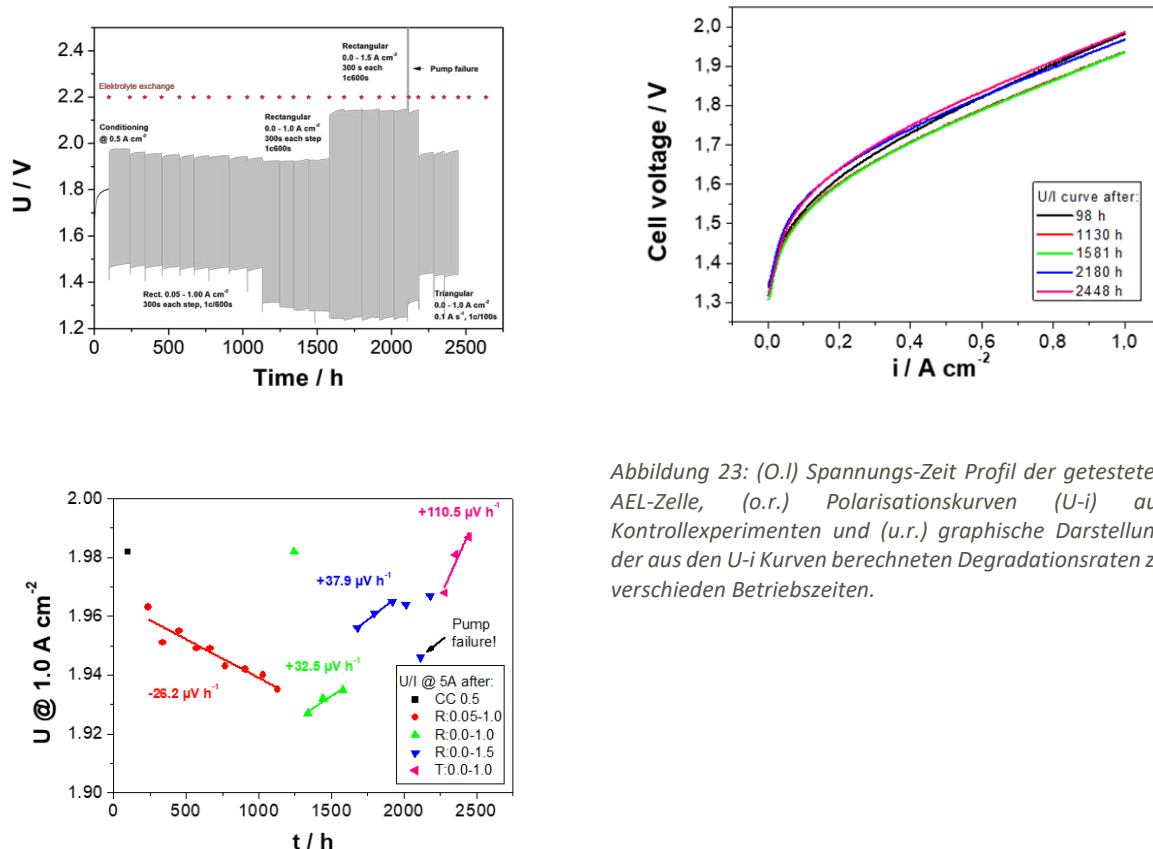 2.4
2.2
2.0
1.8
1.6
1.4
1.2
U / V
0
500
1000
1500
2000
2500
Time / h
Rectangular
0.0 - 1.5 A cm⁻²
300 s each
1c600s
Pump failure
Elektrolyte exchange
Conditioning
@ 0.5 A cm⁻²
Rectangular
0.0 - 1.0 A cm⁻²
300s each step
1c600s
Rect. 0.05 - 1.00 A cm⁻²
300s each step, 1c/600s
Triangular
0.0 - 1.0 A cm⁻²
0.1 A s⁻¹, 1c/100s
2,0
1,9
1,8
1,7
1,6
1,5
1,4
1,3
Cell voltage / V
0,0
0,2
0,4
0,6
0,8
1,0
i / A cm⁻²
U/I curve after:
98 h
1130 h
1581 h
2180 h
2448 h
2.00
1.98
1.96
1.94
1.92
1.90
U @ 1.0 A cm⁻²
0
500
1000
1500
2000
2500
t / h
+110.5 µV h⁻¹
+37.9 µV h⁻¹
+32.5 µV h⁻¹
-26.2 µV h⁻¹
Pump
failure!
U/I @ 5A after:
CC 0.5
R:0.05-1.0
R:0.0-1.0
R:0.0-1.5
T:0.0-1.0
Abbildung 23: (O.l) Spannungs-Zeit Profil der getestete
AEL-Zelle, (o.r.) Polarisationskurven (U-i) au
Kontrollexperimenten und (u.r.) graphische Darstellun
der aus den U-i Kurven berechneten Degradationsraten z
verschieden Betriebszeiten.